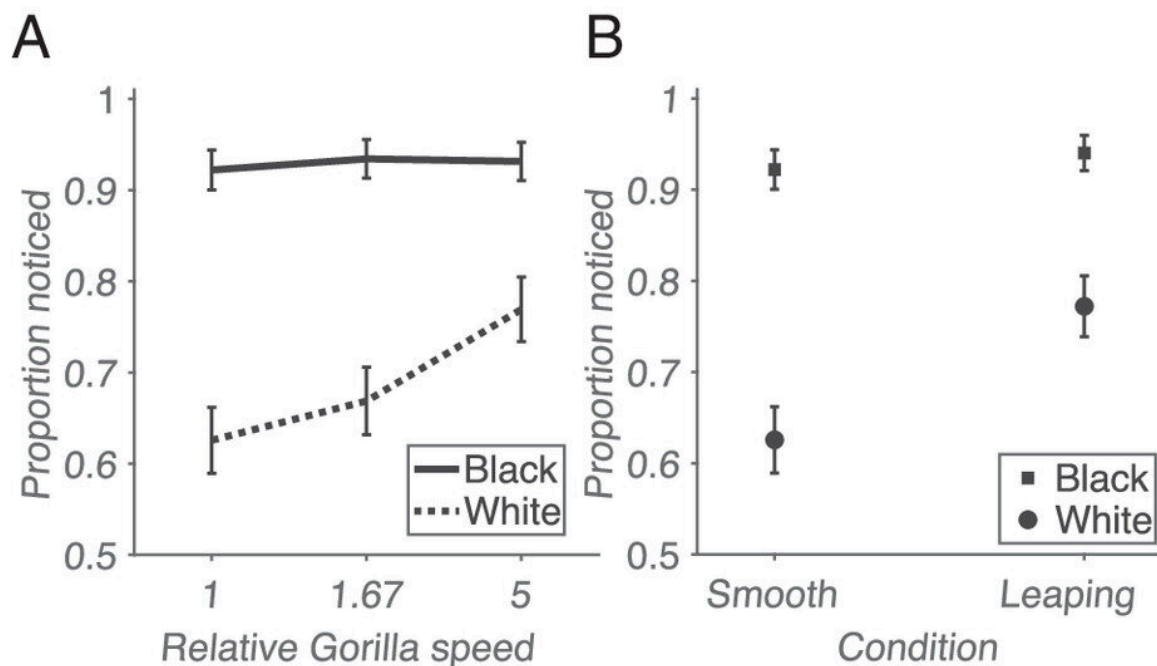 A
Proportion noticed
1
0.9
0.8
0.7
0.6
0.5
1 1.67 5
Relative Gorilla speed
Black
White
B
Proportion noticed
1
0.9
0.8
0.7
0.6
0.5
Smooth Leaping
Condition
Black
White